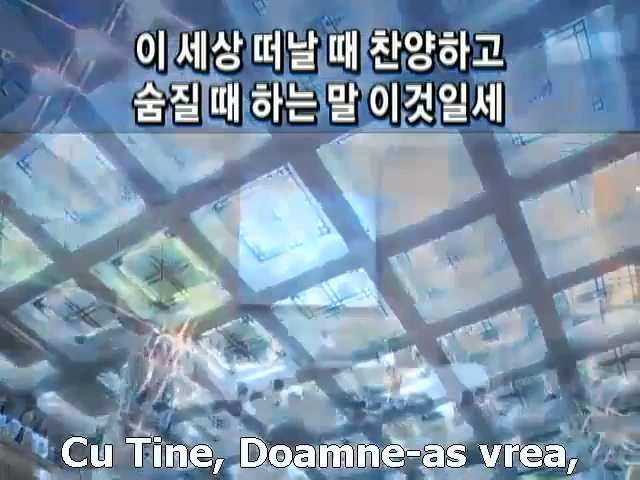 이 세상 떠날 때 찬양하고
숨질 때 하는 말 이것일세
Cu Tine, Doamne-as vrea,